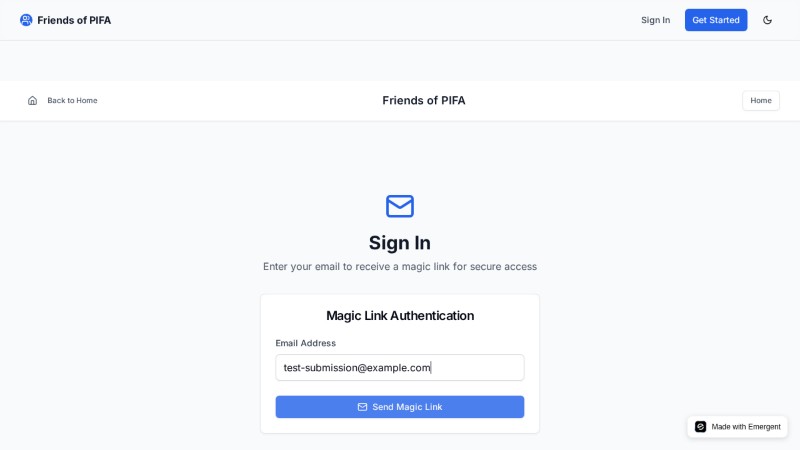 Friends of PIFA
Sign In
Get Started
Back to Home
Friends of PIFA
Home
Sign In
Enter your email to receive a magic link for secure access
Magic Link Authentication
Email Address
test-submission@example.com
Send Magic Link
Made with Emergent